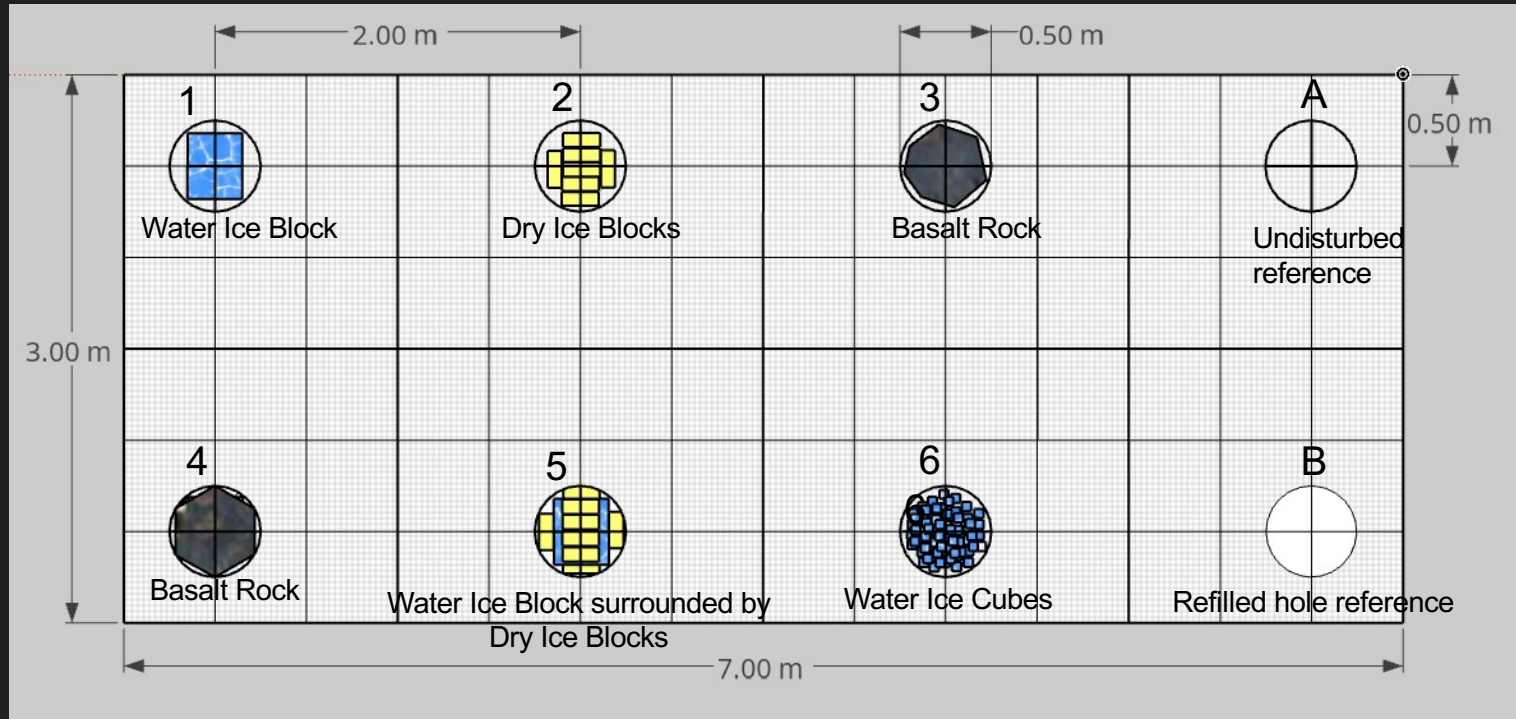 2.00 m
0.50 m
1
2
3
A
0.50 m
Water Ice Block
Dry Ice Blocks
Basalt Rock
Undisturbed
reference
3.00 m
4
5
6
B
Basalt Rock
Water Ice Block surrounded by
Dry Ice Blocks
Water Ice Cubes
Refilled hole reference
7.00 m